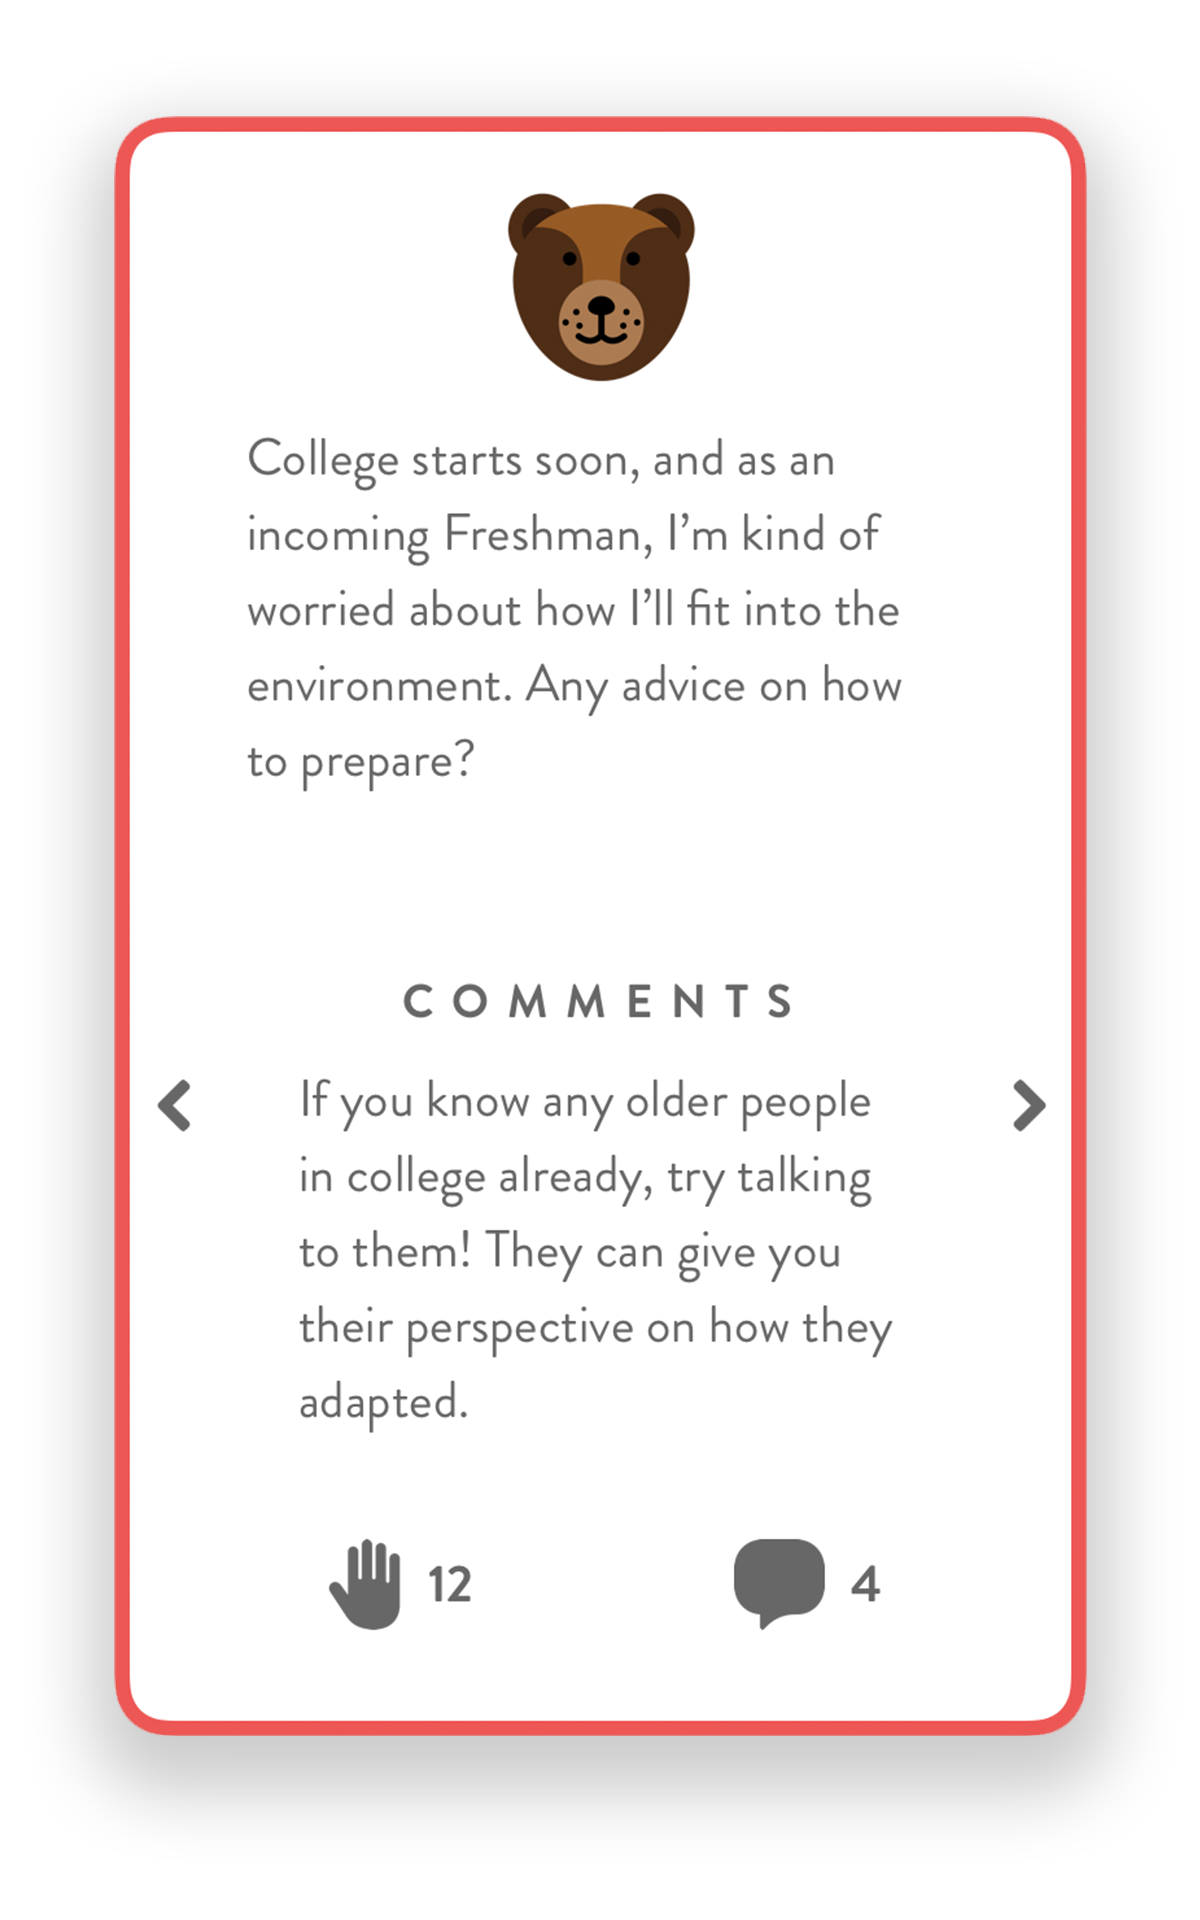 College starts soon, and as an
incoming Freshman, I’m kind of
worried about how I’ll fit into the
environment. Any advice on how
to prepare?
COMMENTS
If you know any older people
in college already, try talking
to them! They can give you
their perspective on how they
adapted.
12
4